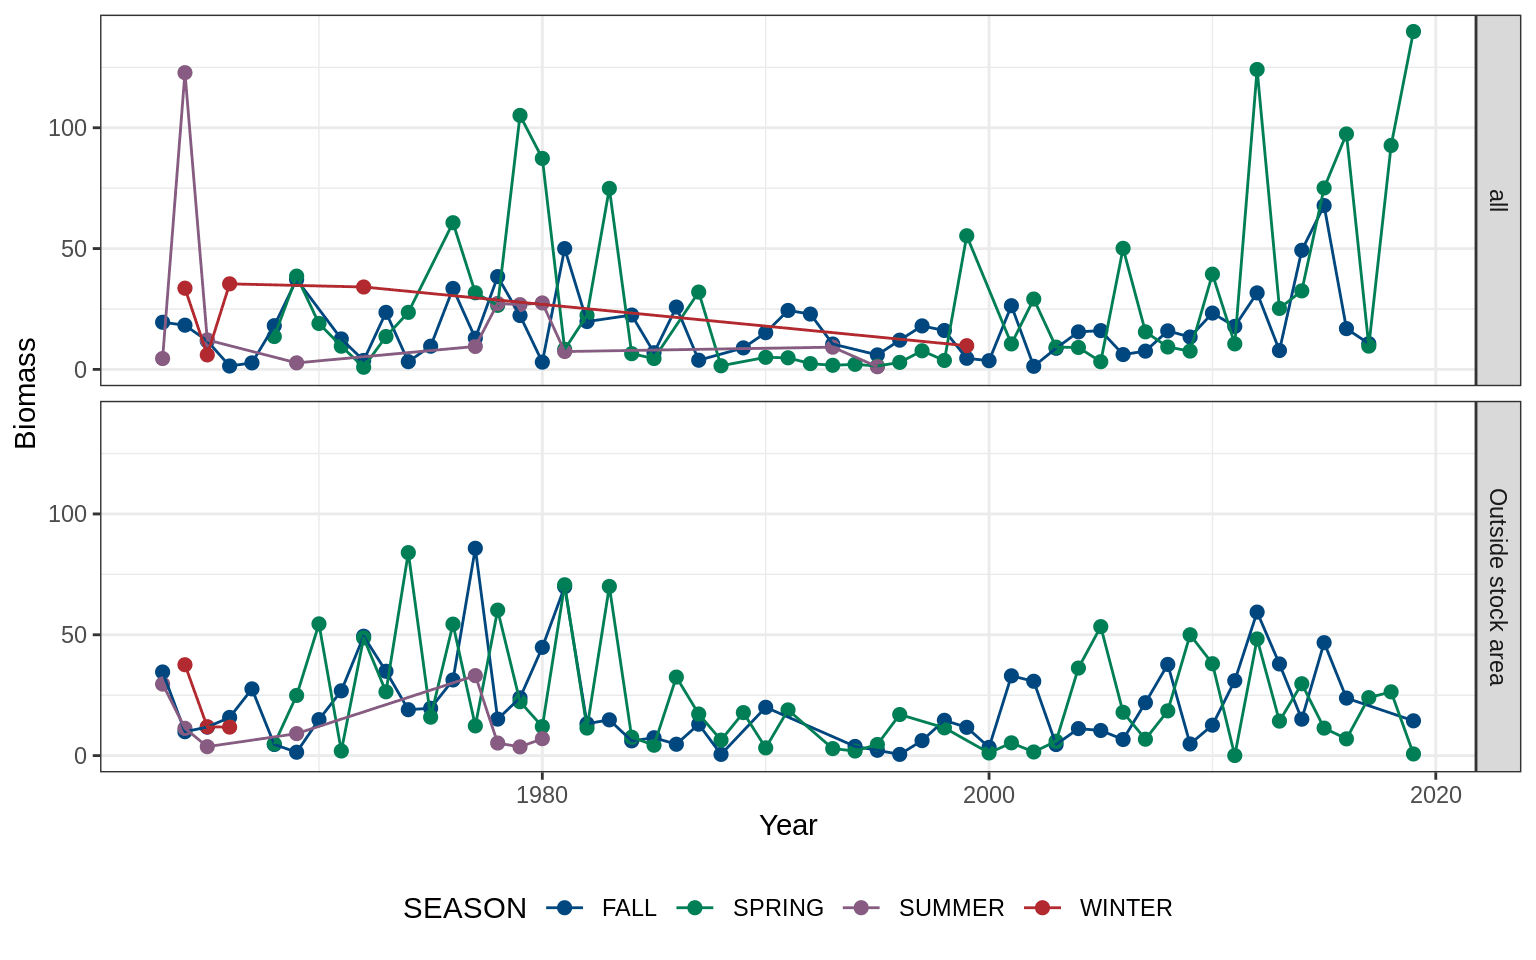 Biomass
100
50
0
all
100
50
0
Outside stock area
1980
2000
2020
Year
SEASON FALL SPRING SUMMER WINTER